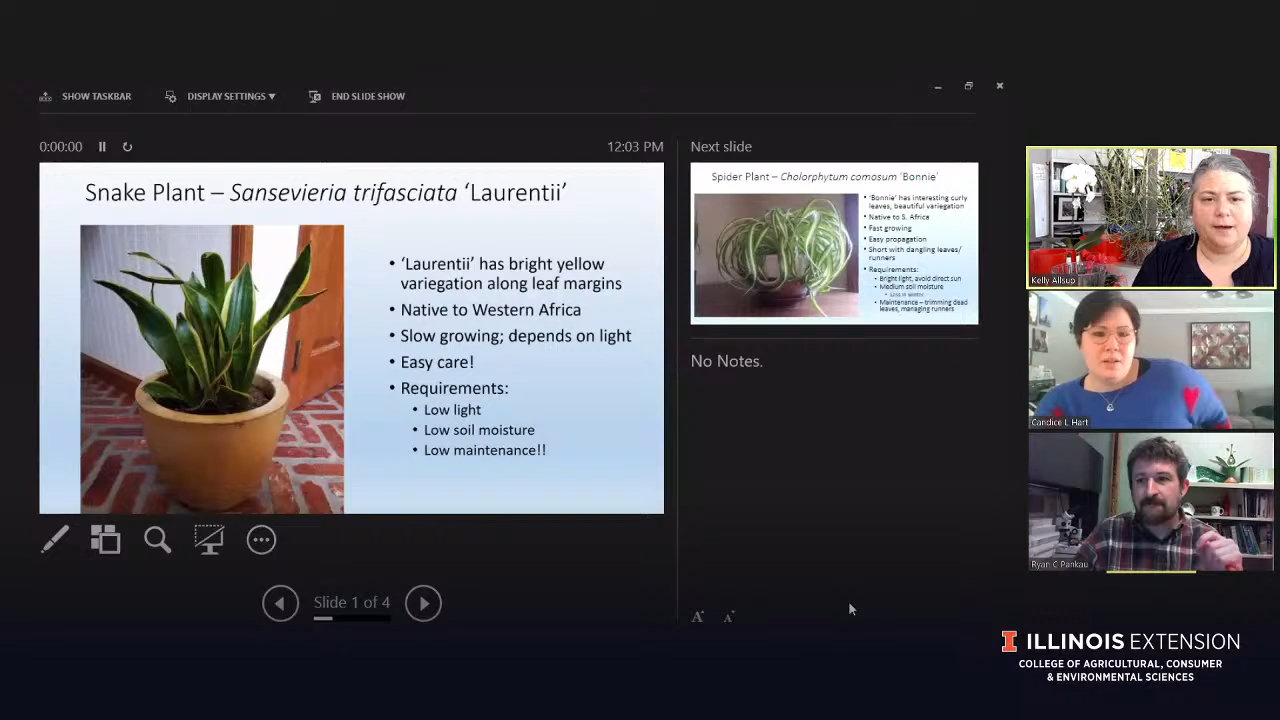 SHOW TASKBAR
DISPLAY SETTINGS ▼
END SLIDE SHOW
0:00:00
12:03 PM
Snake Plant – Sansevieria trifasciata ‘Laurentii’
• ‘Laurentii’ has bright yellow
variegation along leaf margins
• Native to Western Africa
• Slow growing; depends on light
• Easy care!
• Requirements:
• Low light
• Low soil moisture
• Low maintenance!!
Slide 1 of 4
Next slide
Spider Plant – Cholorphytum comosum ‘Bonnie’
• ‘Bonnie’ has interesting curly
leaves, beautiful variegation
• Native to S. Africa
• Fast growing
• Easy propagation
• Short with dangling leaves/
runners
• Requirements:
• Bright light, avoid direct sun
• Medium soil moisture
• Less in winter
• Maintenance – trimming dead
leaves, managing runners
No Notes.
A A
Kelly Allsup
Candice L Hart
Ryan C Pankau
I ILLINOIS EXTENSION
COLLEGE OF AGRICULTURAL, CONSUMER
& ENVIRONMENTAL SCIENCES